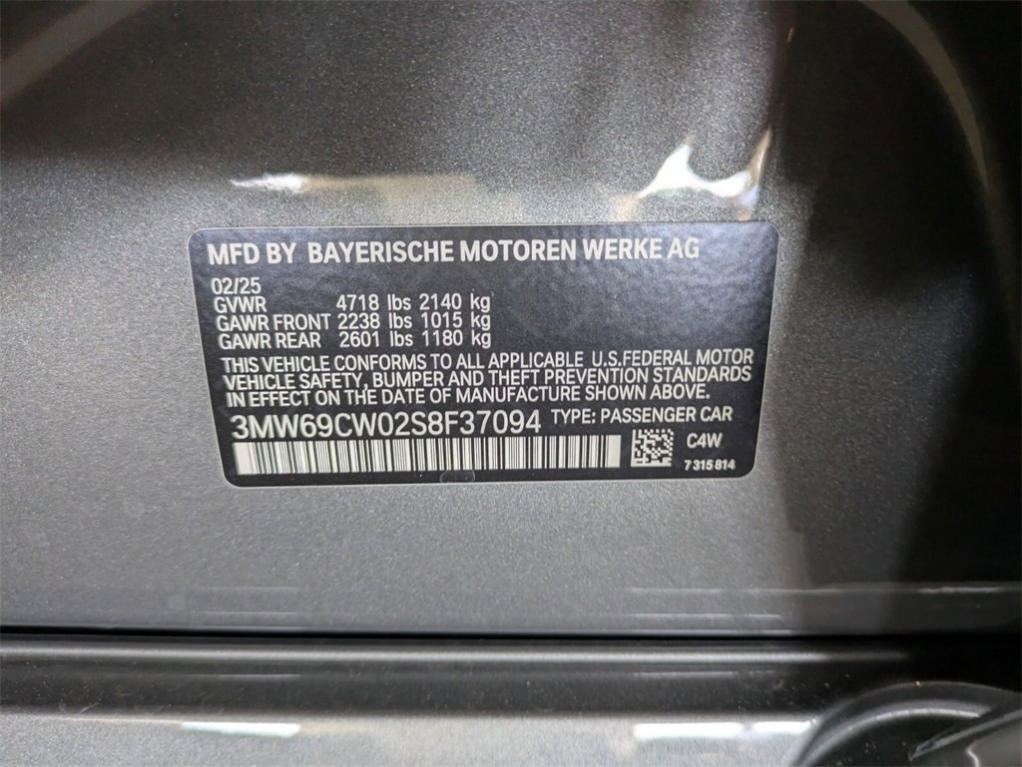 MFD BY BAYERISCHE MOTOREN WERKE AG
02/25
GVWR 4718 lbs 2140 kg
GAWR FRONT 2238 lbs 1015 kg
GAWR REAR 2601 lbs 1180 kg
THIS VEHICLE CONFORMS TO ALL APPLICABLE U.S.FEDERAL MOTOR
VEHICLE SAFETY, BUMPER AND THEFT PREVENTION STANDARDS
IN EFFECT ON THE DATE OF MANUFACTURE SHOWN ABOVE.
3MW69CW02S8F37094 TYPE: PASSENGER CAR
C4W
7 315 814